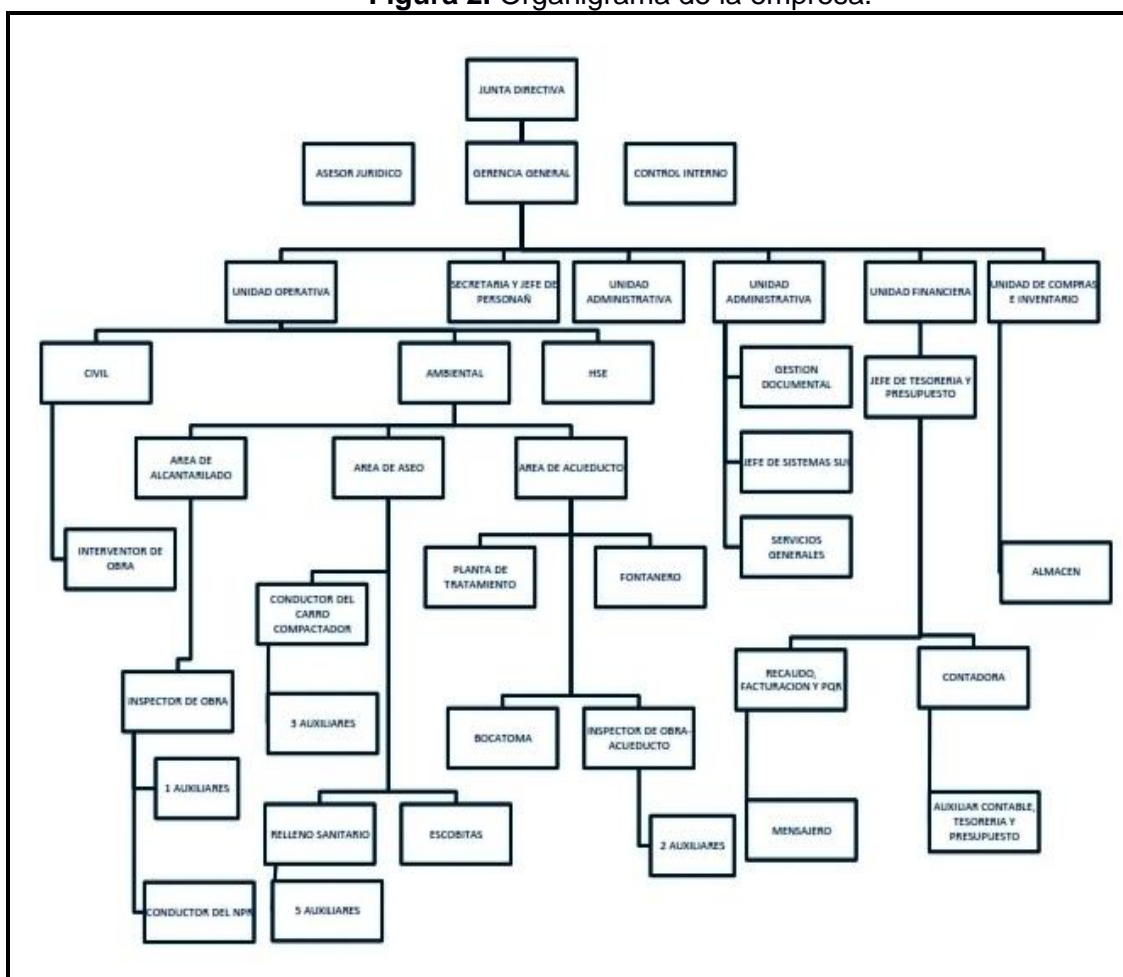 Figura 2. Organigrama de la empresa.
JUNTA DIRECTIVA
ASESOR JURIDICO
GERENCIA GENERAL
CONTROL INTERNO
UNIDAD OPERATIVA
SECRETARIA Y JEFE DE
PERSONAÑ
UNIDAD
ADMINISTRATIVA
UNIDAD
ADMINISTRATIVA
UNIDAD FINANCIERA
UNIDAD DE COMPRAS
E INVENTARIO
CIVIL
AMBIENTAL
HSE
GESTION
DOCUMENTAL
JEFE DE TESORERIA Y
PRESUPUESTO
AREA DE
ALCANTARILADO
AREA DE ASEO
AREA DE ACUEDUCTO
JEFE DE SISTEMAS SUI
INTERVENTOR DE
OBRA
PLANTA DE
TRATAMIENTO
FONTANERO
SERVICIOS
GENERALES
ALMACEN
CONDUCTOR DEL
CARRO
COMPACTADOR
INSPECTOR DE OBRA
3 AUXILIARES
BOCATOMA
INSPECTOR DE OBRA-
ACUEDUCTO
RECAUDO,
FACTURACION Y PQR
CONTADORA
1 AUXILIARES
RELLENO SANITARIO
ESCOBITAS
2 AUXILIARES
MENSAJERO
AUXILIAR CONTABLE,
TESORERIA Y
PRESUPUESTO
CONDUCTOR DEL NPR
5 AUXILIARES